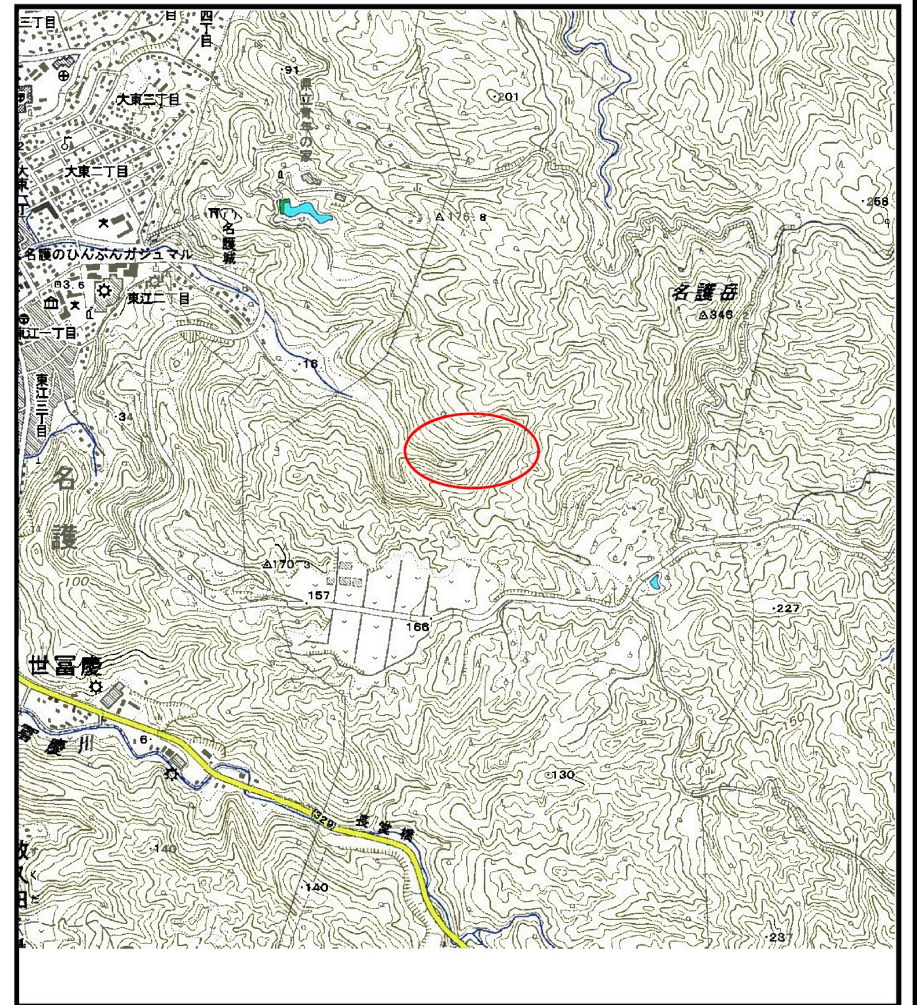 三丁目
目
四丁目
91
大東三丁目
県立青年の家
201
大東二丁目
175.8
258
名護城
名護のひんぷんガジュマル
3.6
東江二丁目
名護岳
346
東江一丁目
16
東江三丁目
34
名護
170.3
100
157
166
227
世冨慶
6
130
(329)
140
140
237